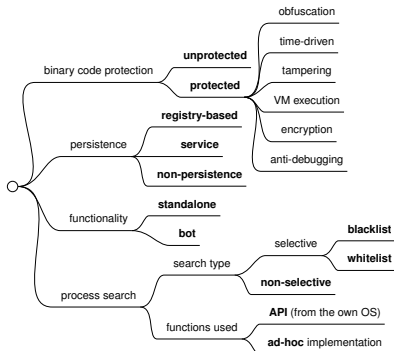 obfuscation
time-driven
unprotected
binary code protection
tampering
protected
VM execution
registry-based
encryption
persistence
service
anti-debugging
non-persistence
standalone
functionality
bot
blacklist
selective
search type
whitelist
non-selective
process search
API (from the own OS)
functions used
ad-hoc implementation